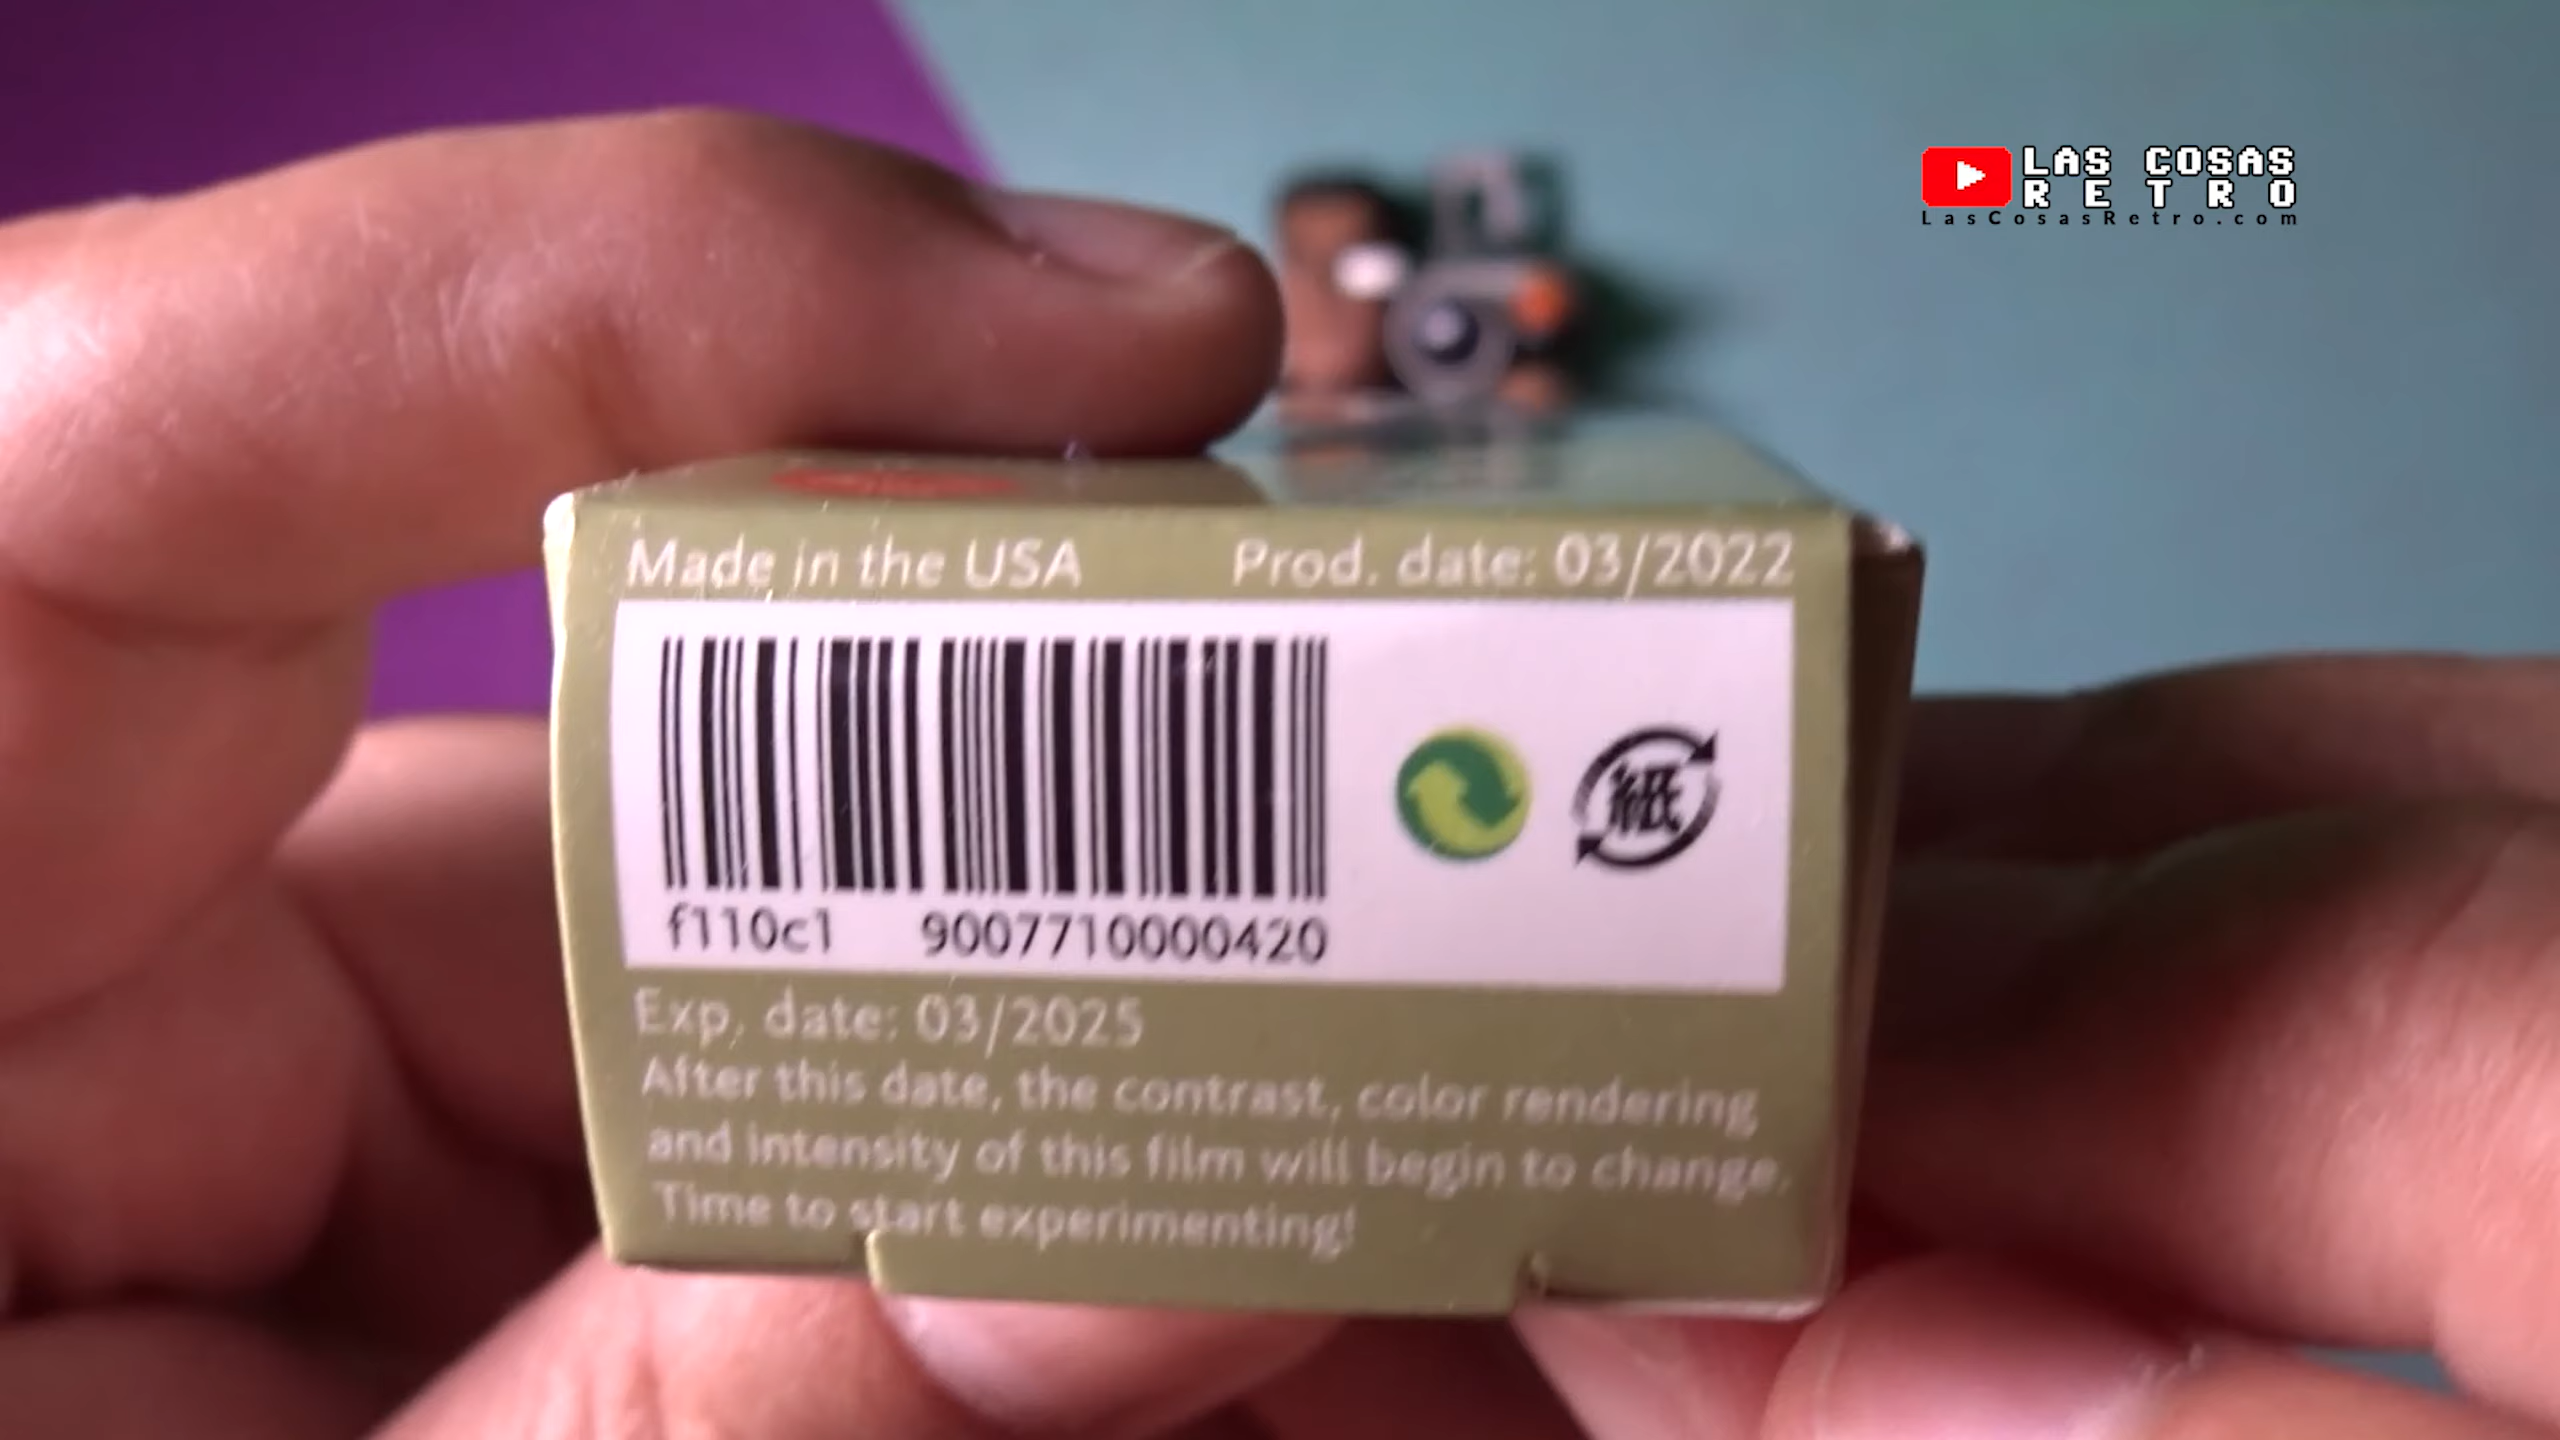 LAS COSAS
RETRO
LasCosasRetro.com
Made in the USA Prod. date: 03/2022
紙
f110c1 9007710000420
Exp. date: 03/2025
After this date, the contrast, color rendering
and intensity of this film will begin to change.
Time to start experimenting!